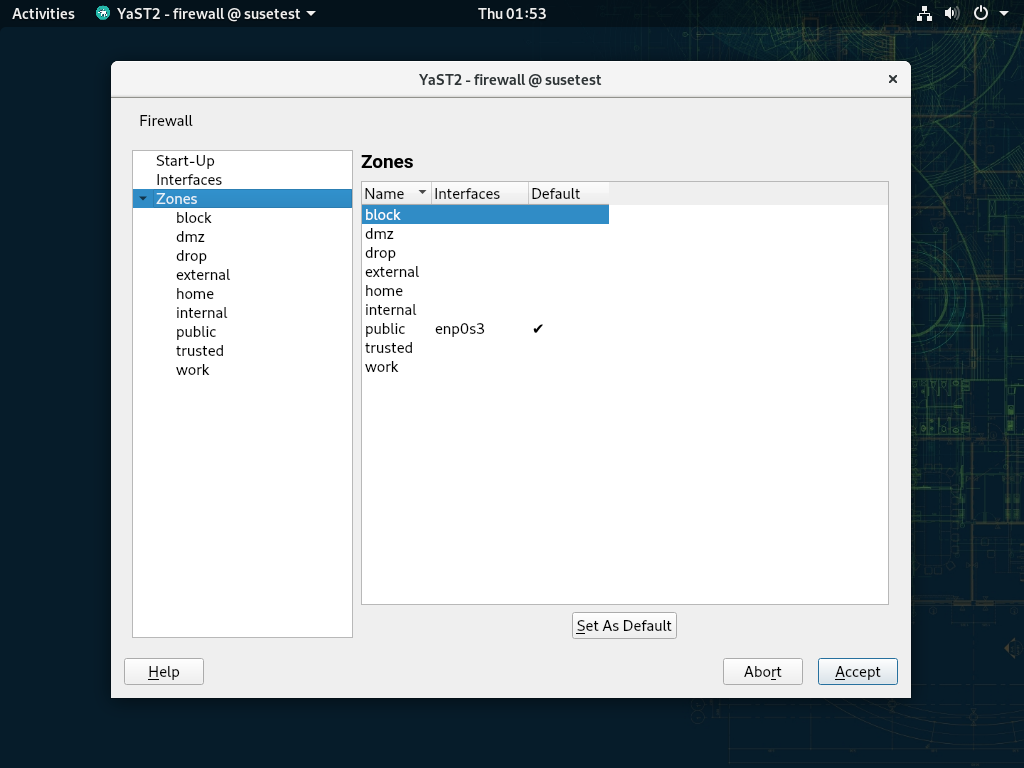 Activities YaST2 - firewall @ susetest Thu 01:53
YaST2 - firewall @ susetest
Firewall
Start-Up
Interfaces
Zones
block
dmz
drop
external
home
internal
public
trusted
work
Zones
Name Interfaces Default
block
dmz
drop
external
home
internal
public enp0s3 ✔
trusted
work
Set As Default
Help Abort Accept